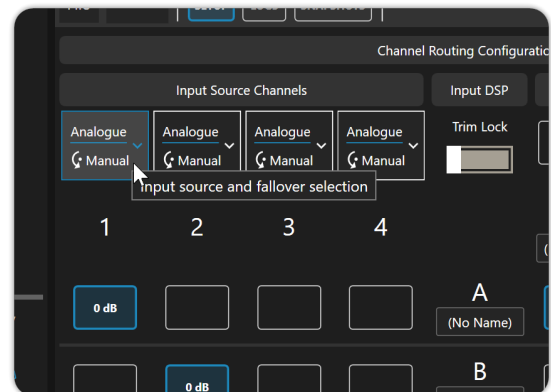 Channel Routing Configuratio
Input Source Channels
Input DSP
Analogue
Manual
Analogue
Manual
Analogue
Manual
Analogue
Manual
Trim Lock
Input source and fallover selection
1
2
3
4
0 dB
A
(No Name)
0 dB
B